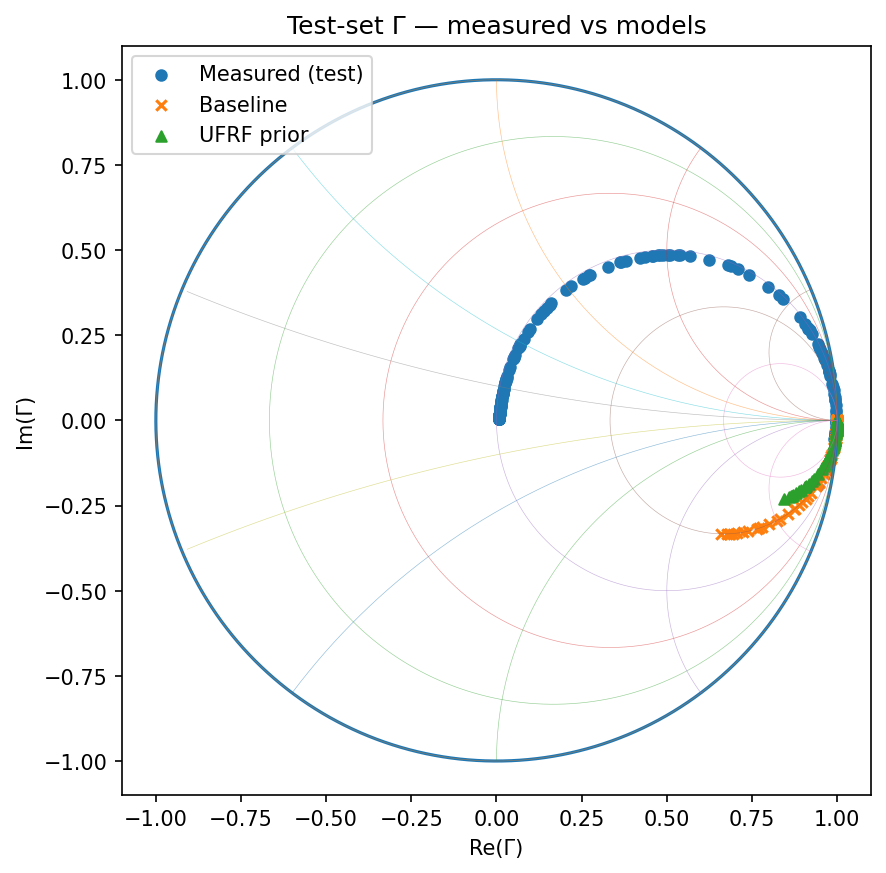 Test-set Γ — measured vs models
Measured (test)
Baseline
UFRF prior
Im(Γ)
1.00
0.75
0.50
0.25
0.00
−0.25
−0.50
−0.75
−1.00
−1.00 −0.75 −0.50 −0.25 0.00 0.25 0.50 0.75 1.00
Re(Γ)